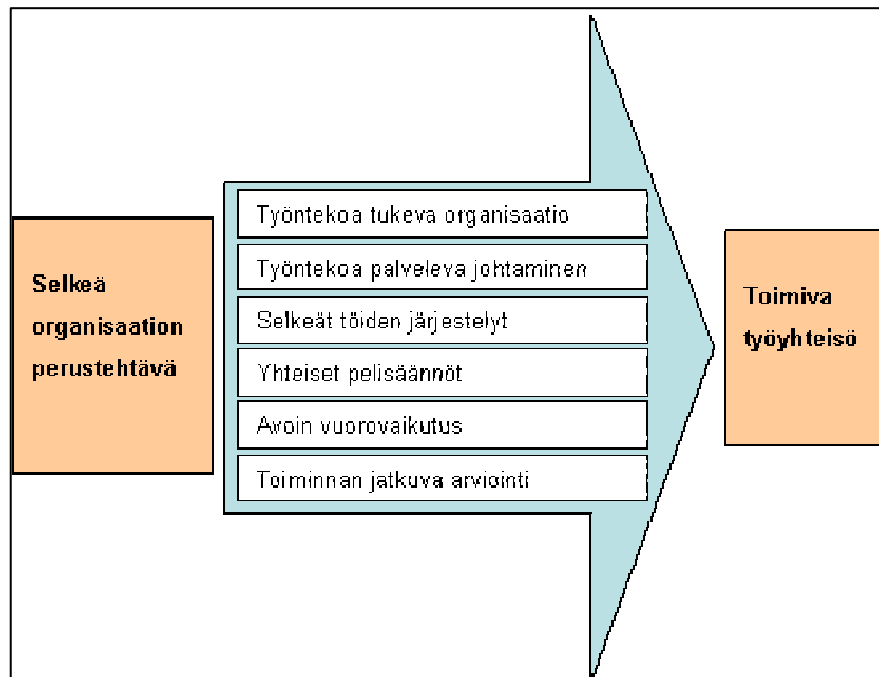 Selkeä
organisaation
perustehtävä
Työntekoa tukeva organisaatio
Työntekoa palveleva johtaminen
Selkeät töiden järjestelyt
Yhteiset pelisäännöt
Avoin vuorovaikutus
Toiminnan jatkuva arviointi
Toimiva
työyhteisö